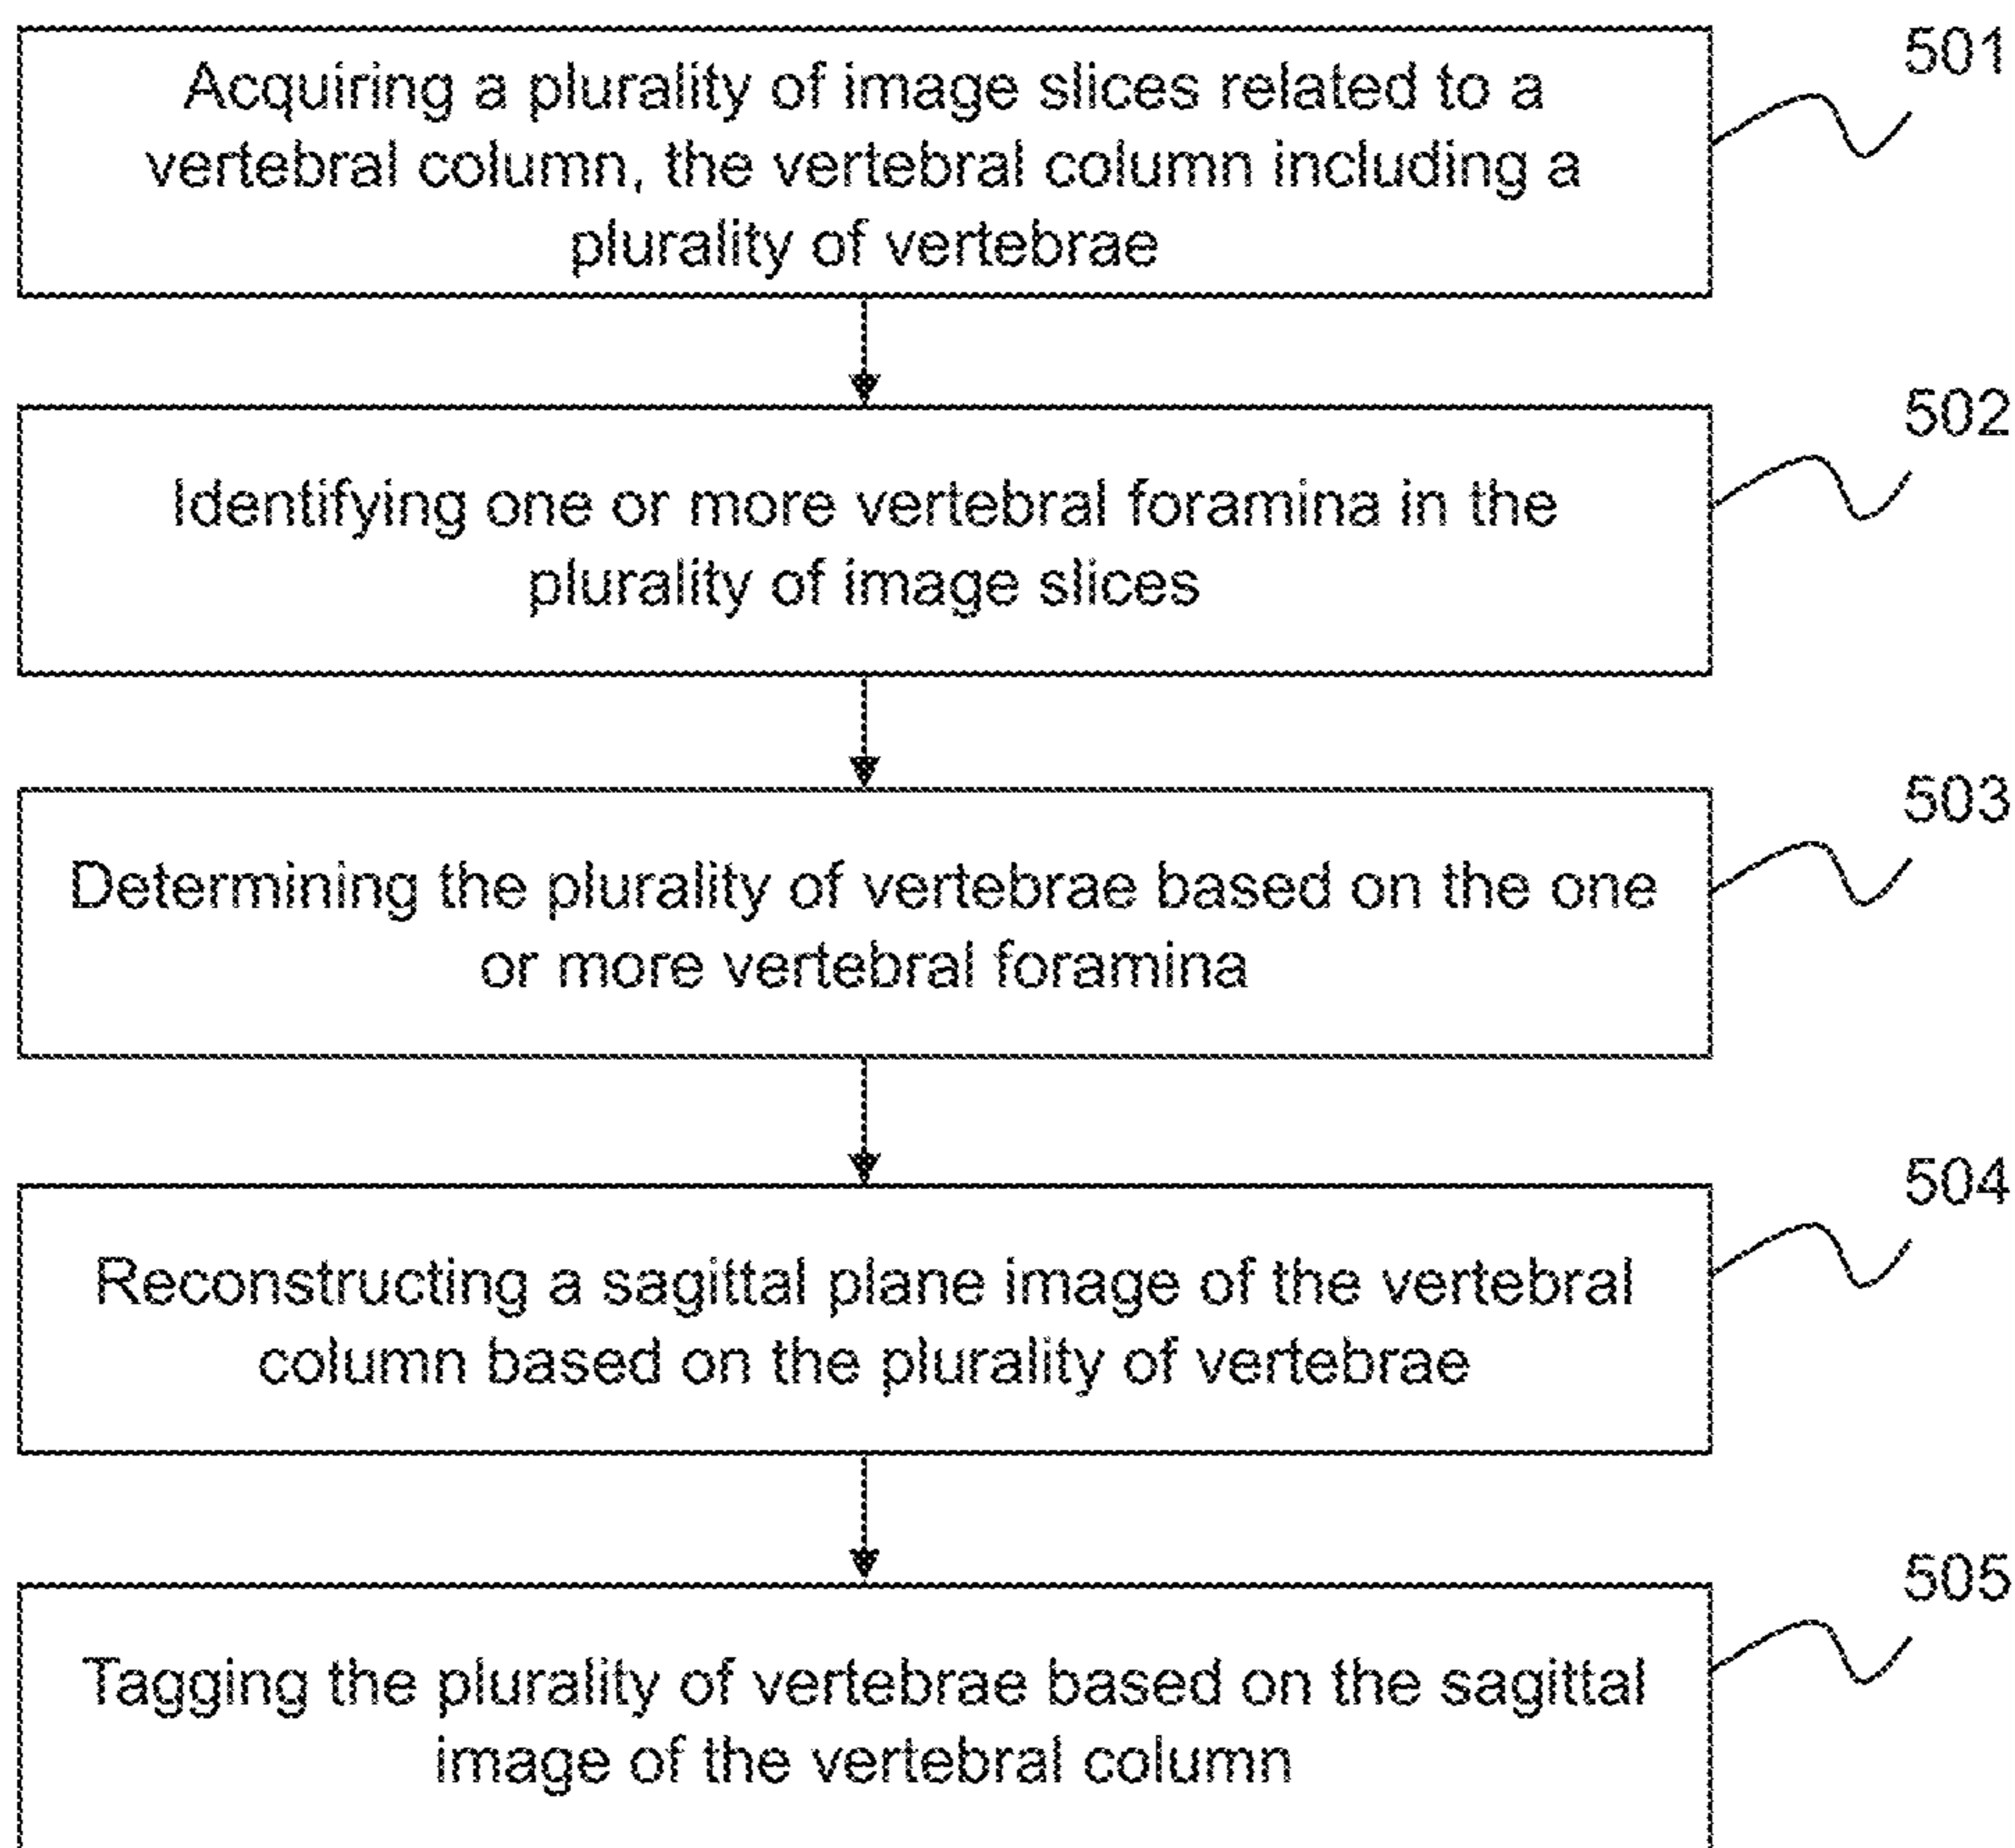 501
Acquiring a plurality of image slices related to a
vertebral column, the vertebral column including a
plurality of vertebrae
502
Identifying one or more vertebral foramina in the
plurality of image slices
503
Determining the plurality of vertebrae based on the one
or more vertebral foramina
504
Reconstructing a sagittal plane image of the vertebral
column based on the plurality of vertebrae
505
Tagging the plurality of vertebrae based on the sagittal
image of the vertebral column